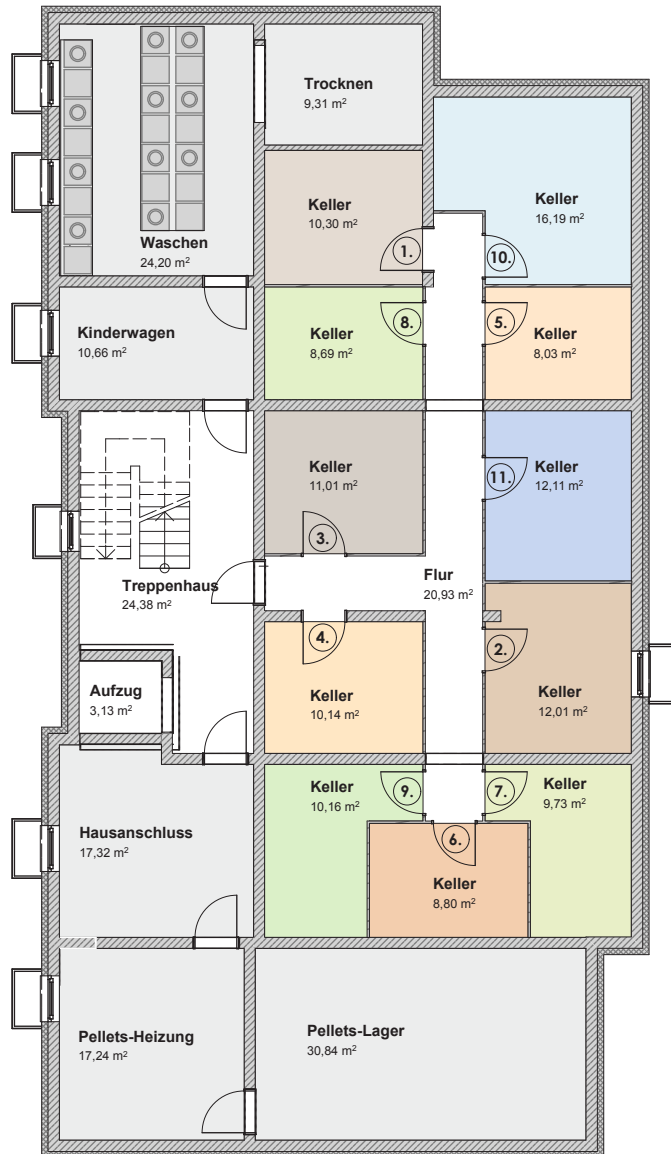 Trocknen
9,31 m²
Keller
10,30 m²
Keller
16,19 m²
Waschen
24,20 m²
1.
10.
Kinderwagen
10,66 m²
Keller
8,69 m²
8.
5.
Keller
8,03 m²
Keller
11,01 m²
11.
Keller
12,11 m²
3.
Treppenhaus
24,38 m²
Flur
20,93 m²
4.
2.
Aufzug
3,13 m²
Keller
10,14 m²
Keller
12,01 m²
Keller
10,16 m²
9.
7.
Keller
9,73 m²
Hausanschluss
17,32 m²
6.
Keller
8,80 m²
Pellets-Heizung
17,24 m²
Pellets-Lager
30,84 m²